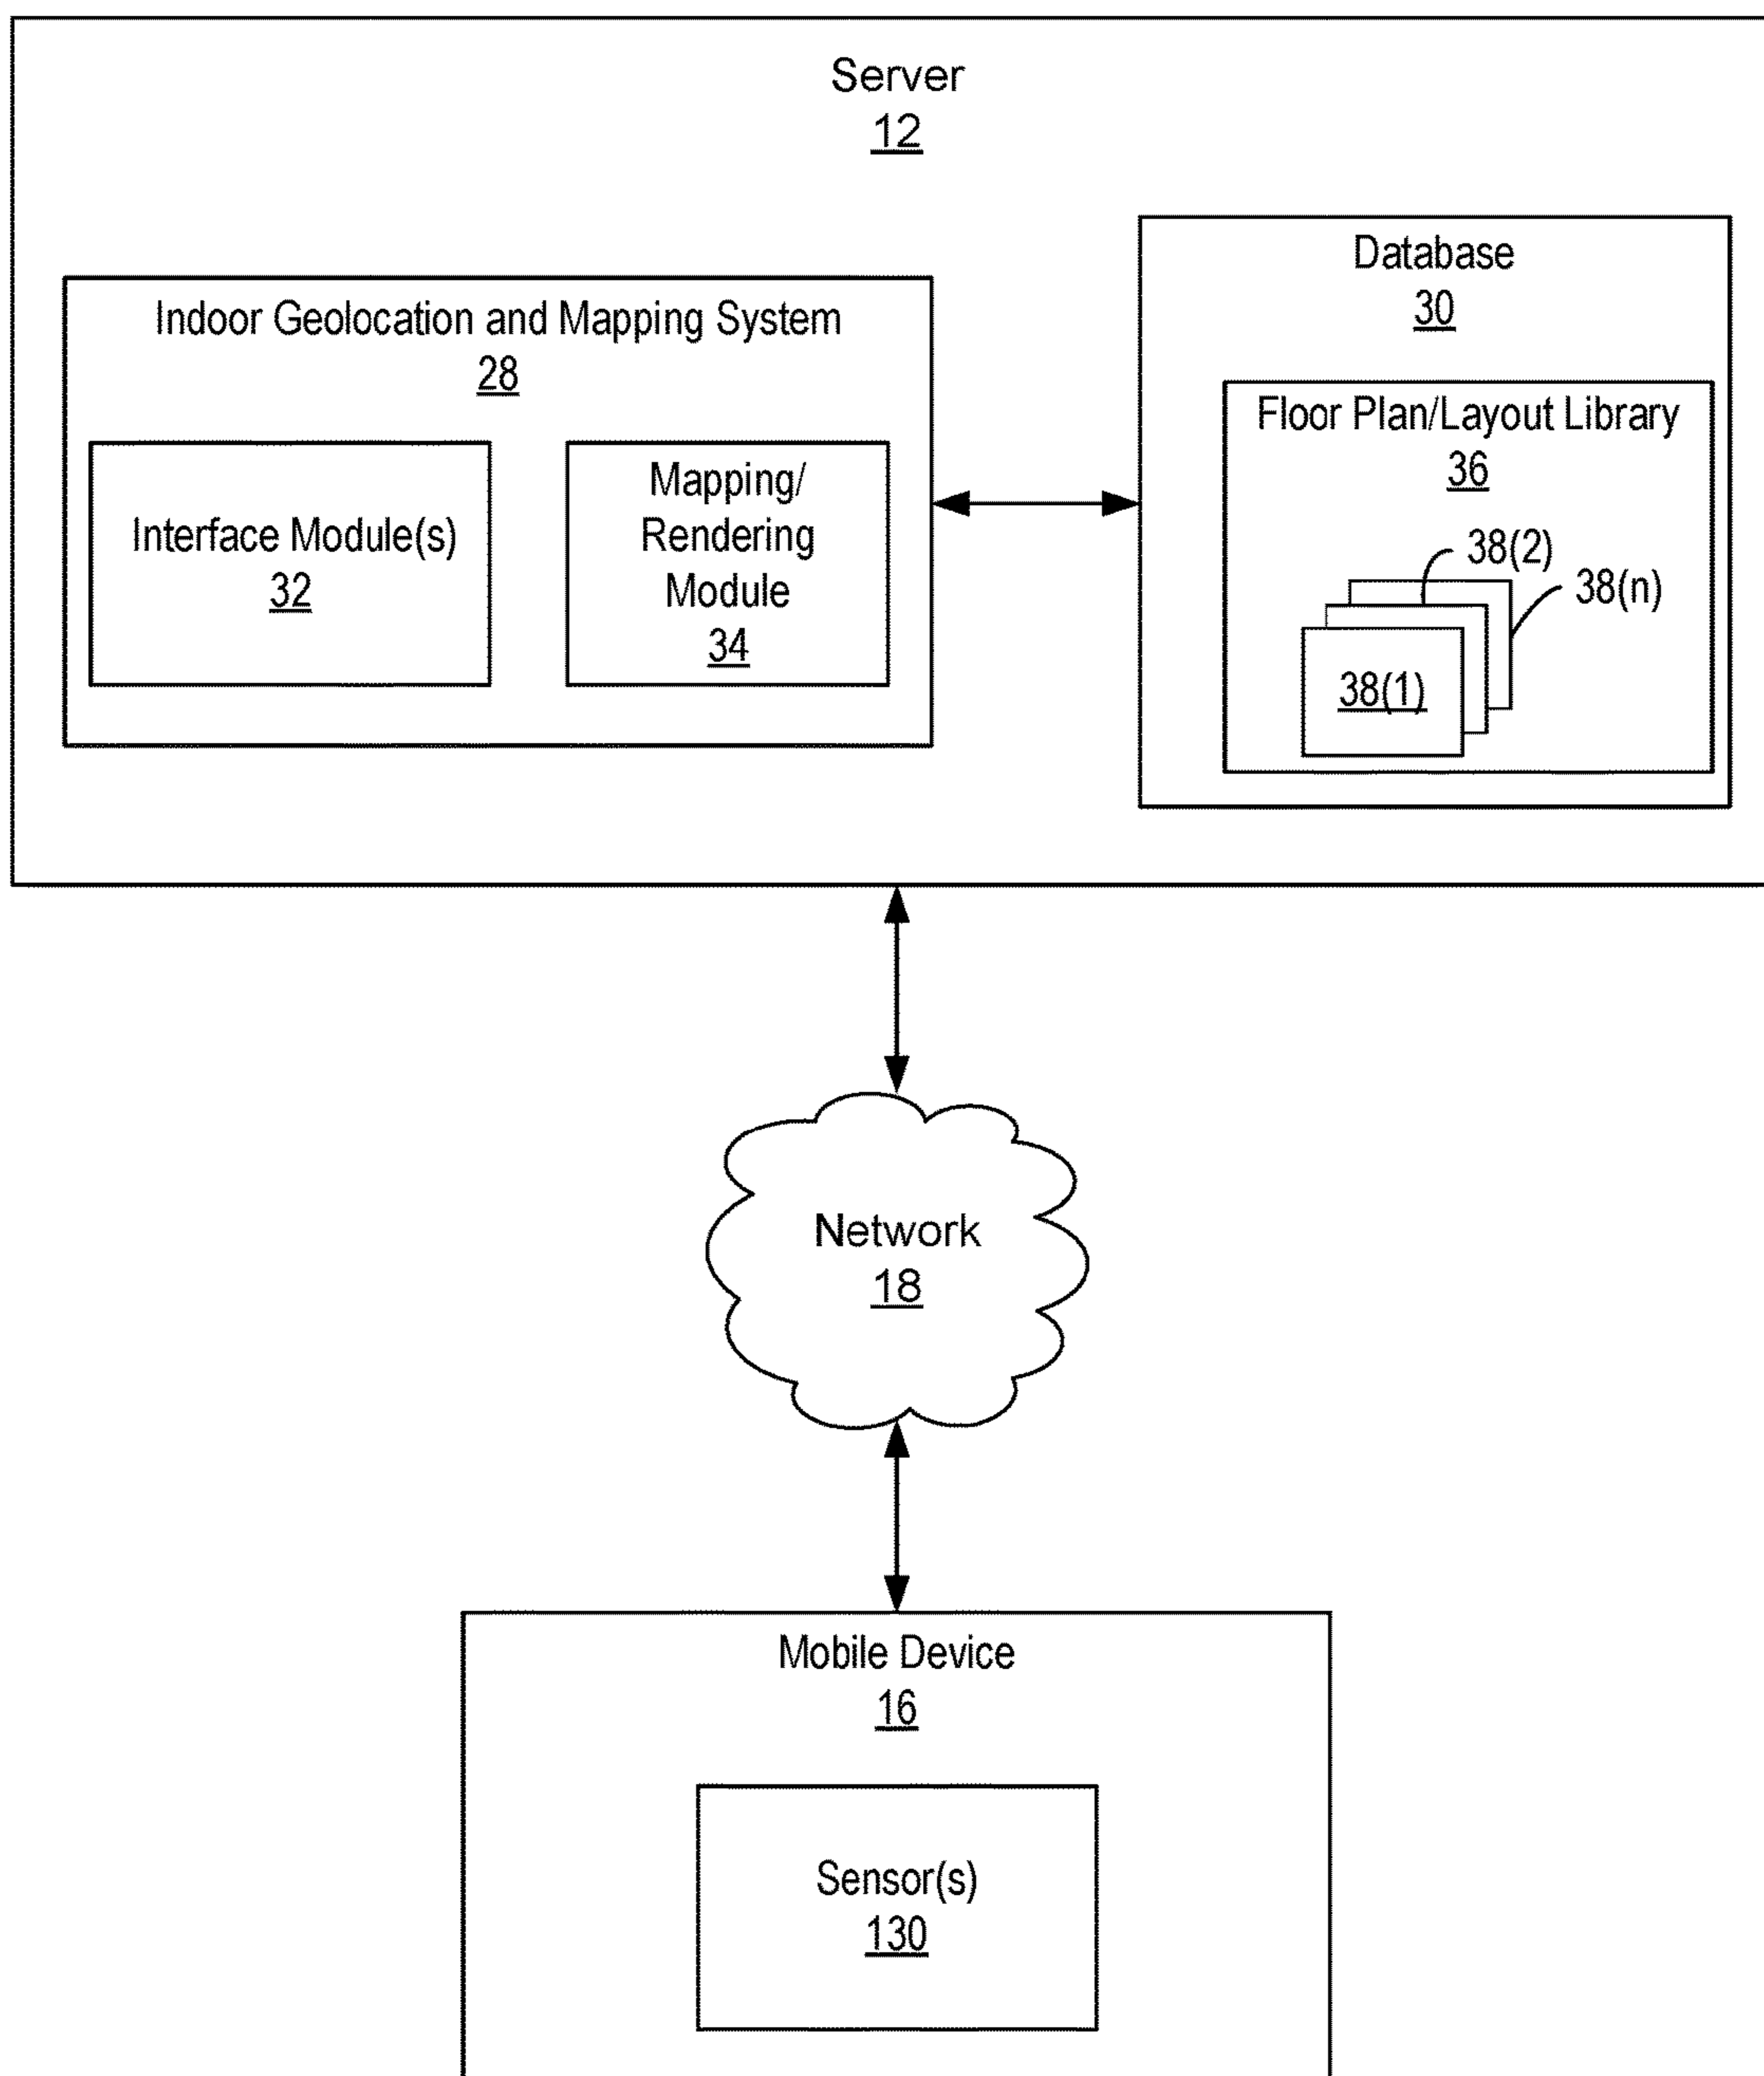 Server
12
Indoor Geolocation and Mapping System
28
Interface Module(s)
32
Mapping/
Rendering
Module
34
Database
30
Floor Plan/Layout Library
36
38(2)
38(n)
38(1)
Network
18
Mobile Device
16
Sensor(s)
130